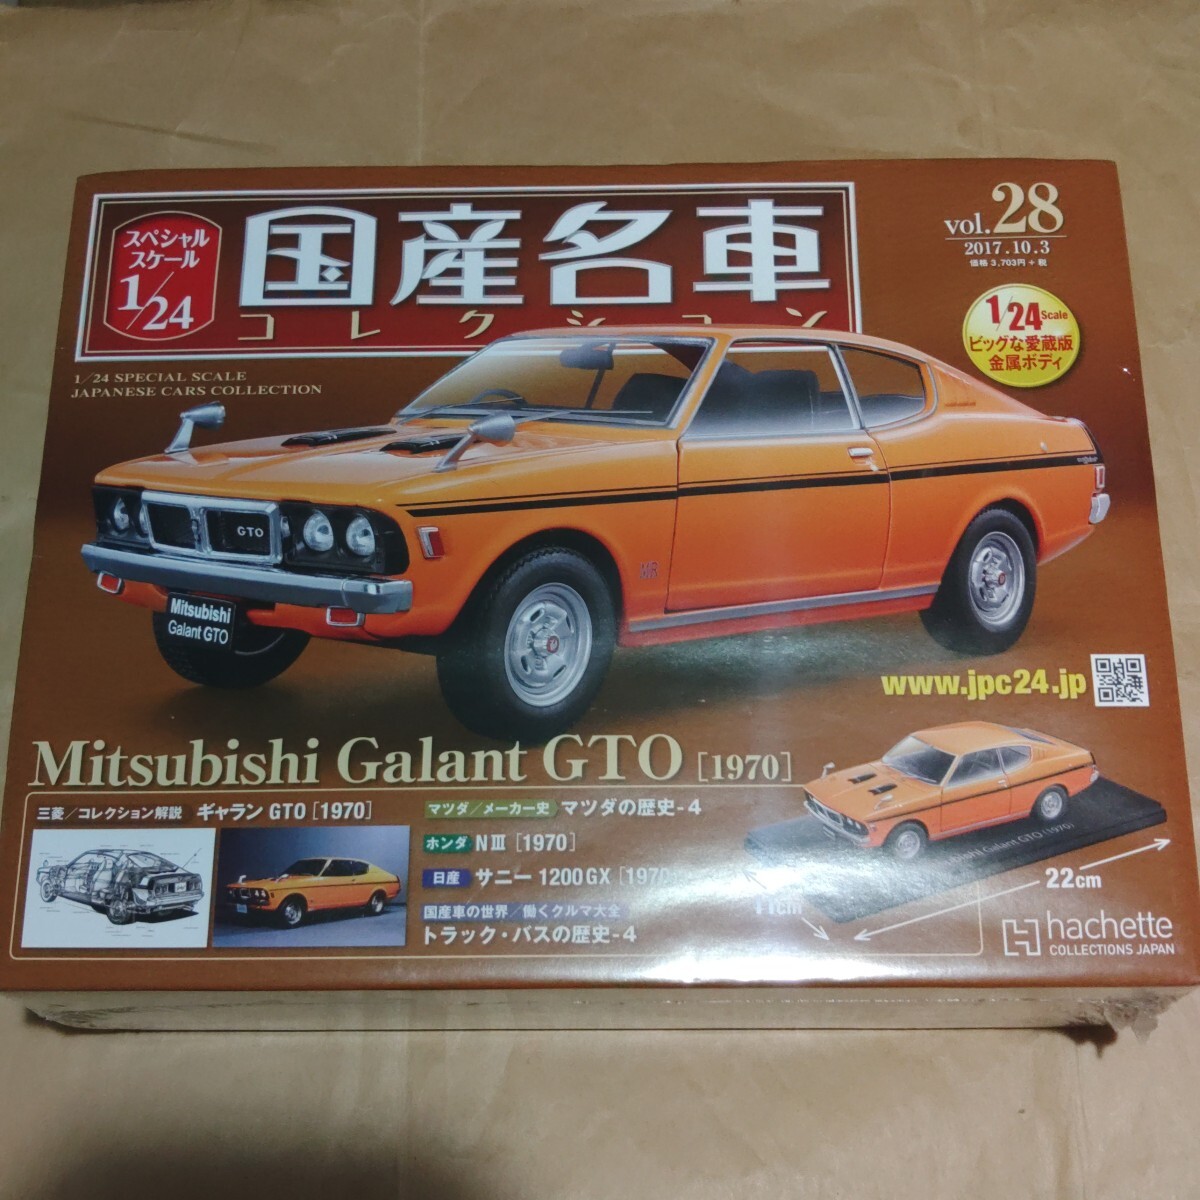 スペシャル
スケール
1/24
国産名車
コレクション
1/24 SPECIAL SCALE
JAPANESE CARS COLLECTION
vol.28
2017.10.3
価格 3,703円+税
1/24 Scale
ビッグな愛蔵版
金属ボディ
GTO
MR
Mitsubishi
Galant GTO
www.jpc24.jp
Mitsubishi Galant GTO [1970]
三菱/コレクション解説 ギャラン GTO [1970]
マツダ/メーカー史 マツダの歴史-4
ホンダ NⅢ [1970]
日産 サニー 1200GX [1970]
国産車の世界/働くクルマ大全
トラック・バスの歴史-4
Galant GTO (1970)
11cm
22cm
hachette
COLLECTIONS JAPAN